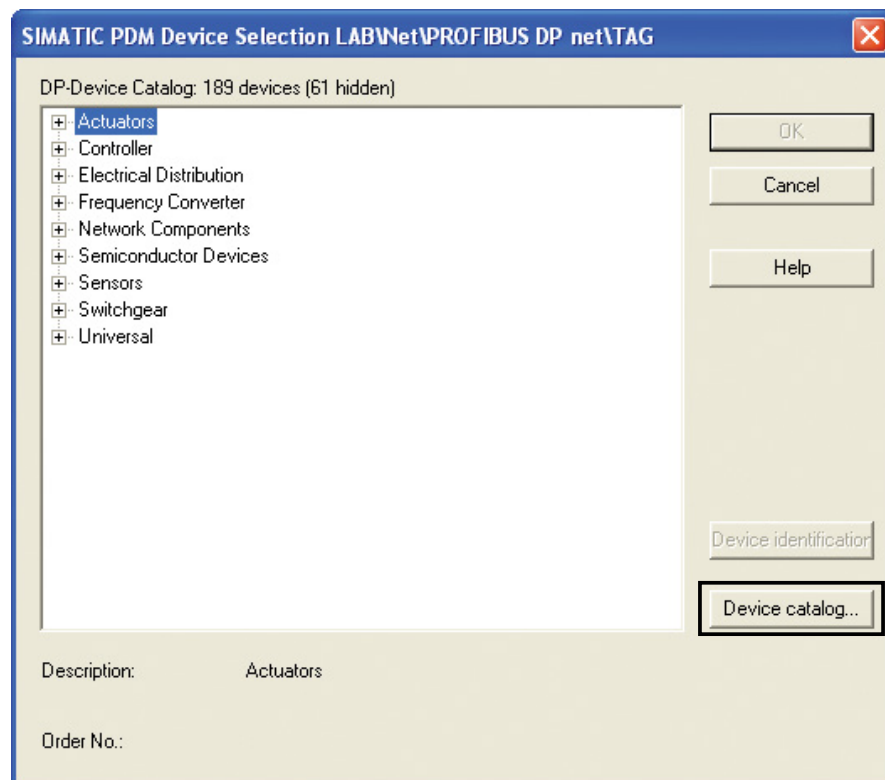 SIMATIC PDM Device Selection LAB\Net\PROFIBUS DP net\TAG
DP-Device Catalog: 189 devices (61 hidden)
Actuators
Controller
Electrical Distribution
Frequency Converter
Network Components
Semiconductor Devices
Sensors
Switchgear
Universal
OK
Cancel
Help
Device identification
Device catalog...
Description: Actuators
Order No.: